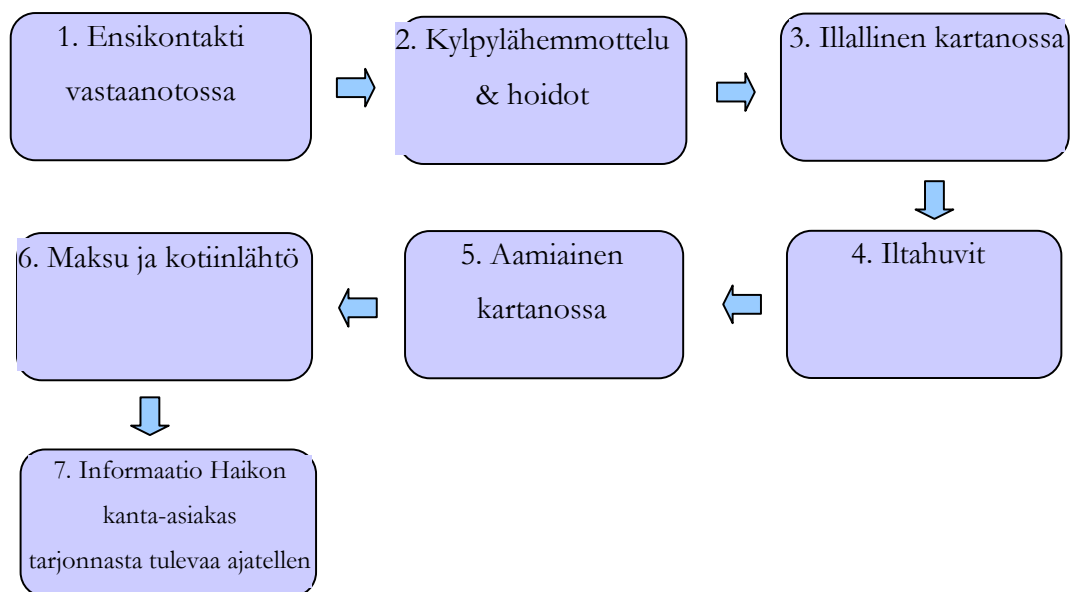 1. Ensikontakti
vastaanotossa
2. Kylpylähemmottelu
& hoidot
3. Illallinen kartanossa
4. Iltahuvit
5. Aamiainen
kartanossa
6. Maksu ja kotiinlähtö
7. Informaatio Haikon
kanta-asiakas
tarjonnasta tulevaa ajatellen